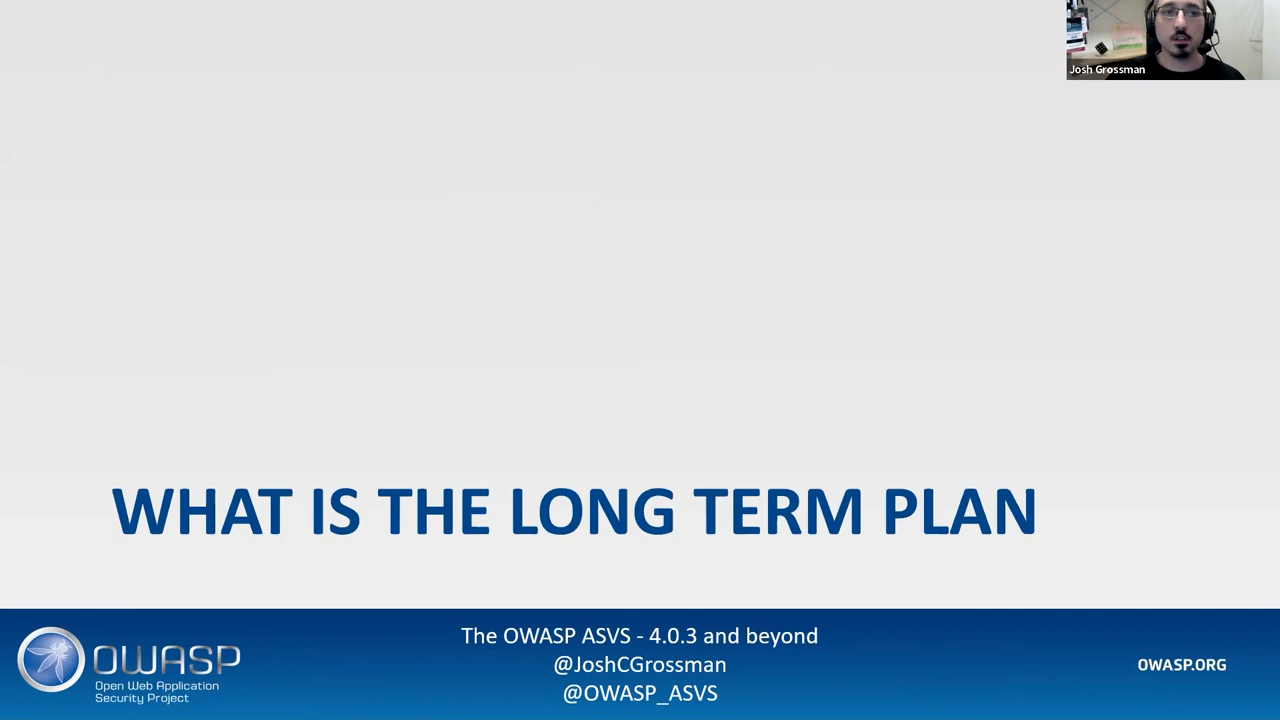 Josh Grossman
WHAT IS THE LONG TERM PLAN
OWASP
Open Web Application
Security Project
The OWASP ASVS - 4.0.3 and beyond
@JoshCGrossman
@OWASP_ASVS
OWASP.ORG